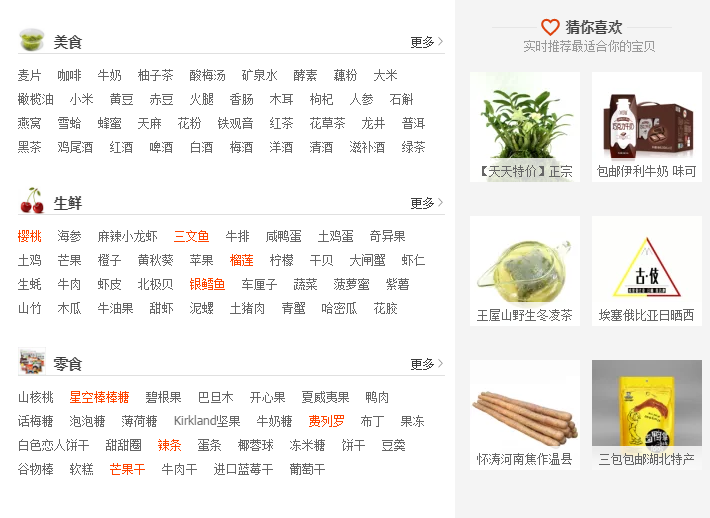 美食 更多
麦片 咖啡 牛奶 柚子茶 酸梅汤 矿泉水 酵素 藕粉 大米
橄榄油 小米 黄豆 赤豆 火腿 香肠 木耳 枸杞 人参 石斛
燕窝 雪蛤 蜂蜜 天麻 花粉 铁观音 红茶 花草茶 龙井 普洱
黑茶 鸡尾酒 红酒 啤酒 白酒 梅酒 洋酒 清酒 滋补酒 绿茶
生鲜 更多
樱桃 海参 麻辣小龙虾 三文鱼 牛排 咸鸭蛋 土鸡蛋 奇异果
土鸡 芒果 橙子 黄秋葵 苹果 榴莲 柠檬 干贝 大闸蟹 虾仁
生蚝 牛肉 虾皮 北极贝 银鳕鱼 车厘子 蔬菜 菠萝蜜 紫薯
山竹 木瓜 牛油果 甜虾 泥螺 土猪肉 青蟹 哈密瓜 花胶
零食 更多
山核桃 星空棒棒糖 碧根果 巴旦木 开心果 夏威夷果 鸭肉
话梅糖 泡泡糖 薄荷糖 Kirkland坚果 牛奶糖 费列罗 布丁 果冻
白色恋人饼干 甜甜圈 辣条 蛋条 椰蓉球 冻米糖 饼干 豆羹
谷物棒 软糕 芒果干 牛肉干 进口蓝莓干 葡萄干
猜你喜欢
实时推荐最适合你的宝贝
【天天特价】正宗
巧克力牛奶
包邮伊利牛奶 味可
王屋山野生冬凌茶
古·伎
埃塞俄比亚日晒西
怀涛河南焦作温县
三包包邮湖北特产